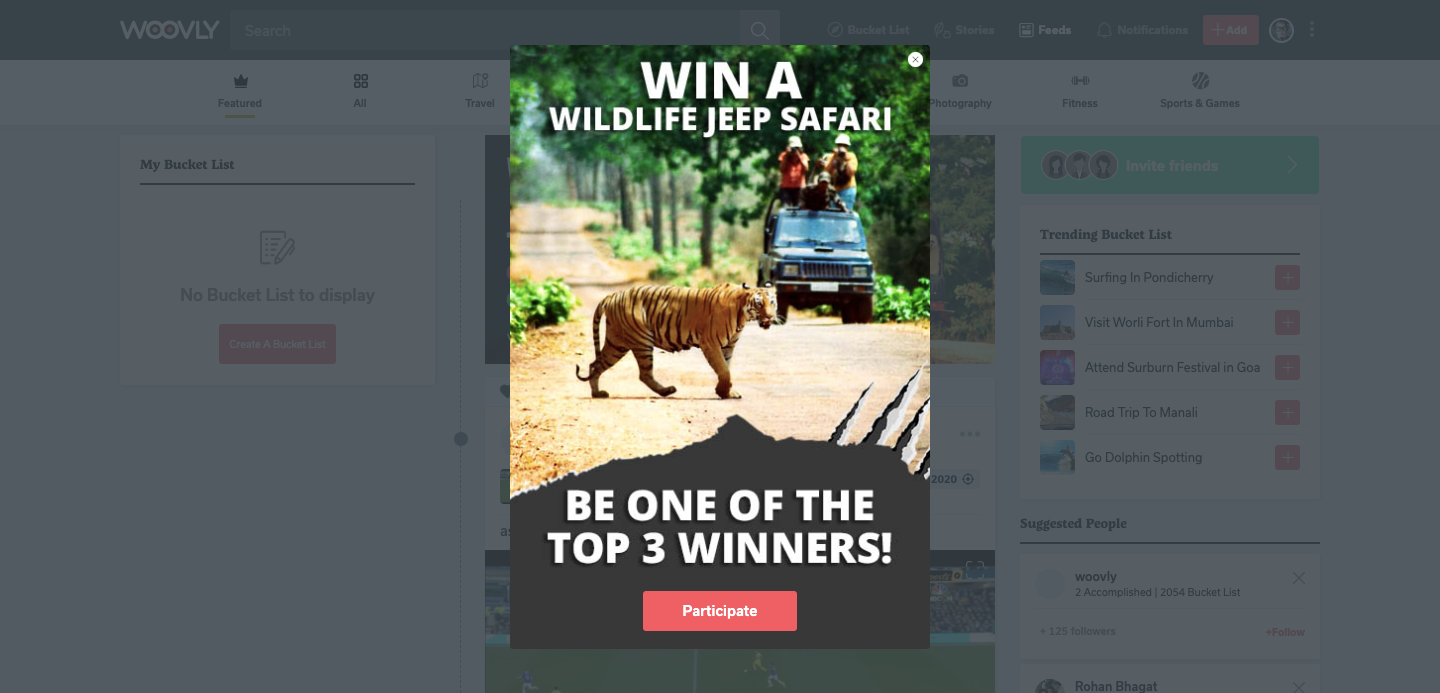 WOOVLY
Search
Bucket List
Stories
Feeds
Notifications
Add
Featured
All
Travel
Photography
Fitness
Sports & Games
My Bucket List
No Bucket List to display
Create A Bucket List
WIN A
WILDLIFE JEEP SAFARI
BE ONE OF THE
TOP 3 WINNERS!
Participate
2020
Invite friends
Trending Bucket List
Surfing In Pondicherry
Visit Worli Fort In Mumbai
Attend Surburn Festival in Goa
Road Trip To Manali
Go Dolphin Spotting
Suggested People
woovly
2 Accomplished | 2054 Bucket List
+ 125 followers
+Follow
Rohan Bhagat